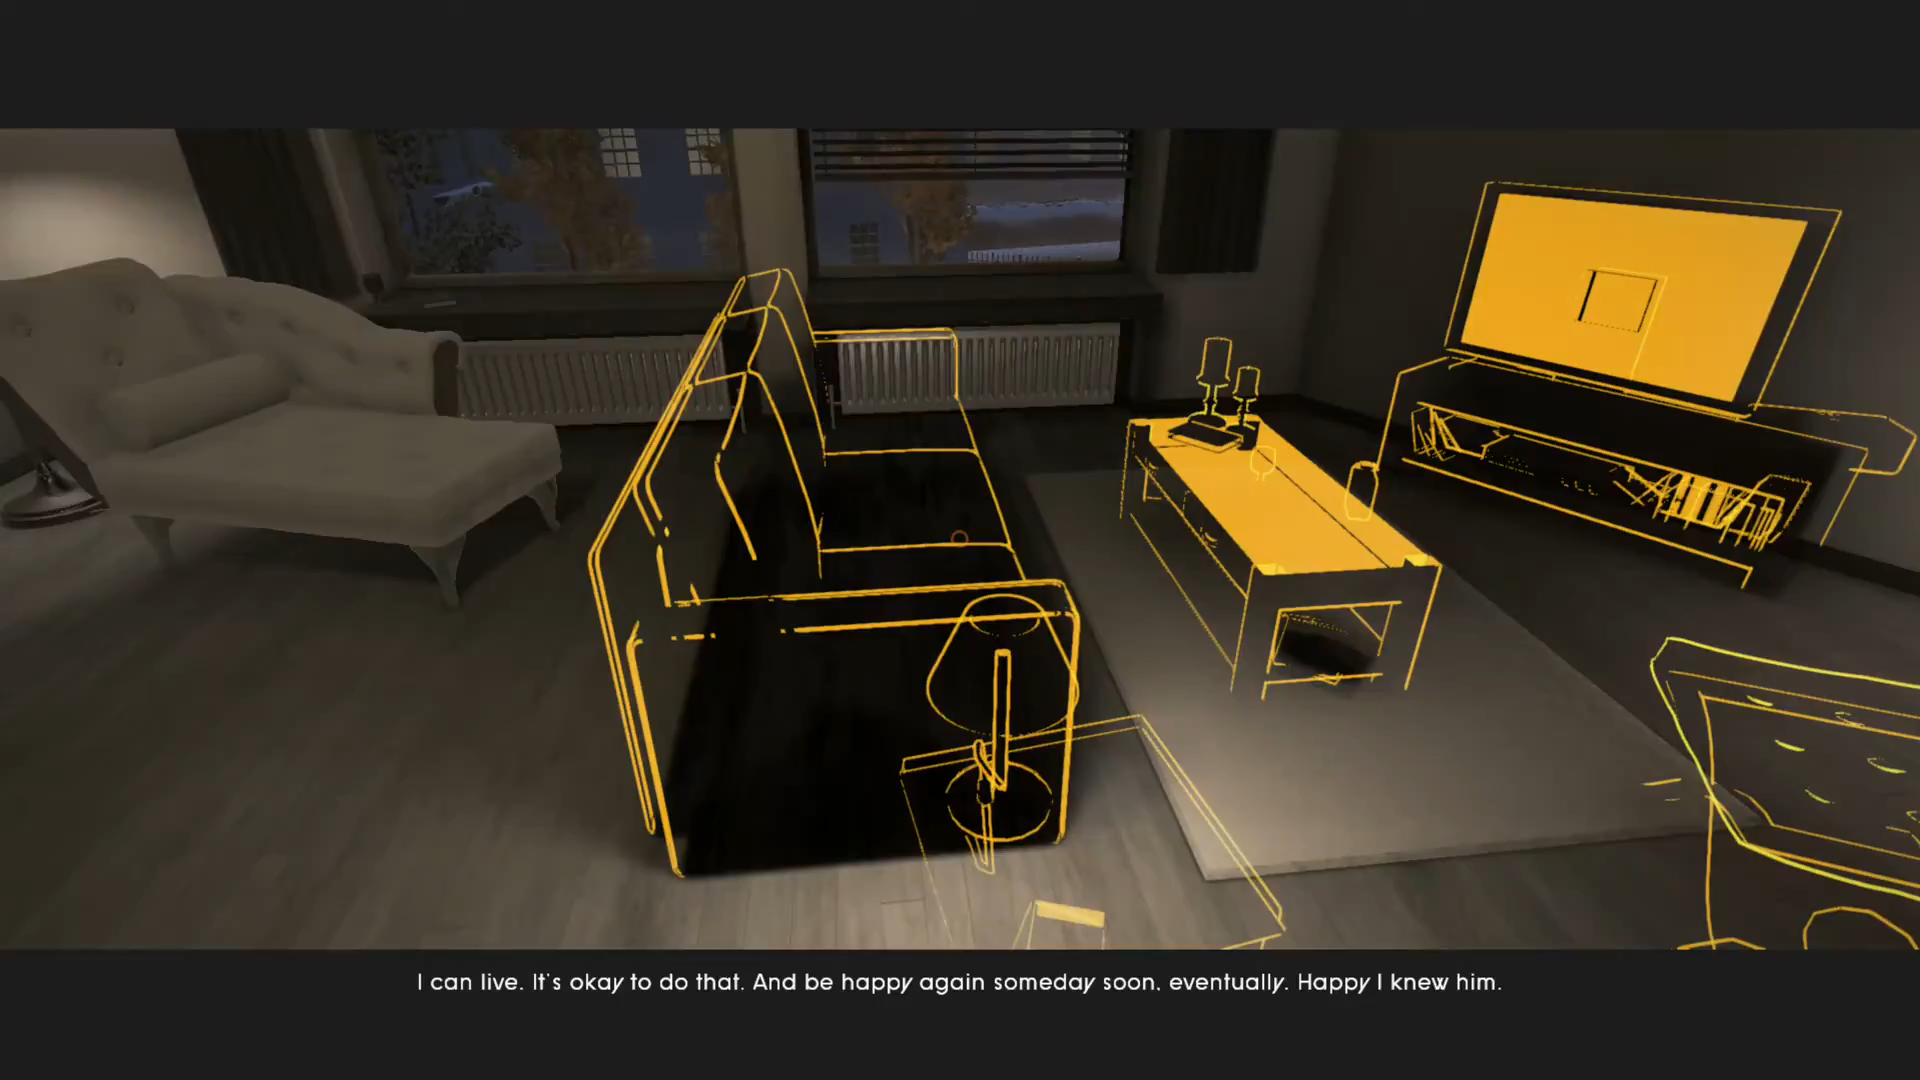 I can live. It's okay to do that. And be happy again someday soon, eventually. Happy I knew him.